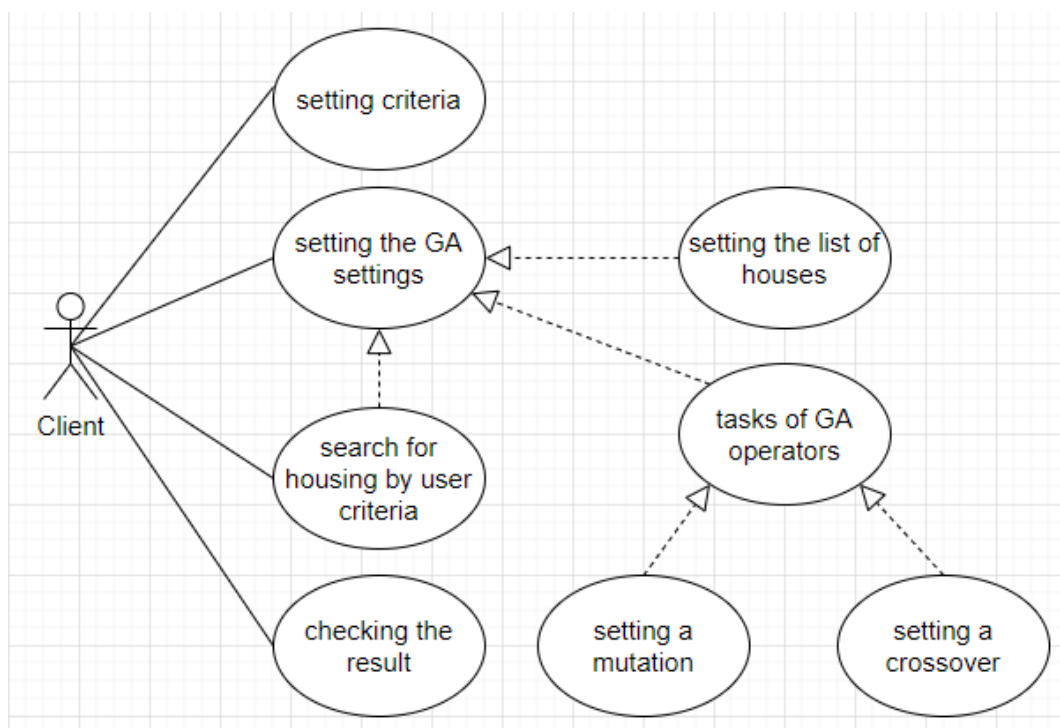 setting criteria
setting the GA
settings
setting the list of
houses
Client
search for
housing by user
criteria
tasks of GA
operators
checking the
result
setting a
mutation
setting a
crossover